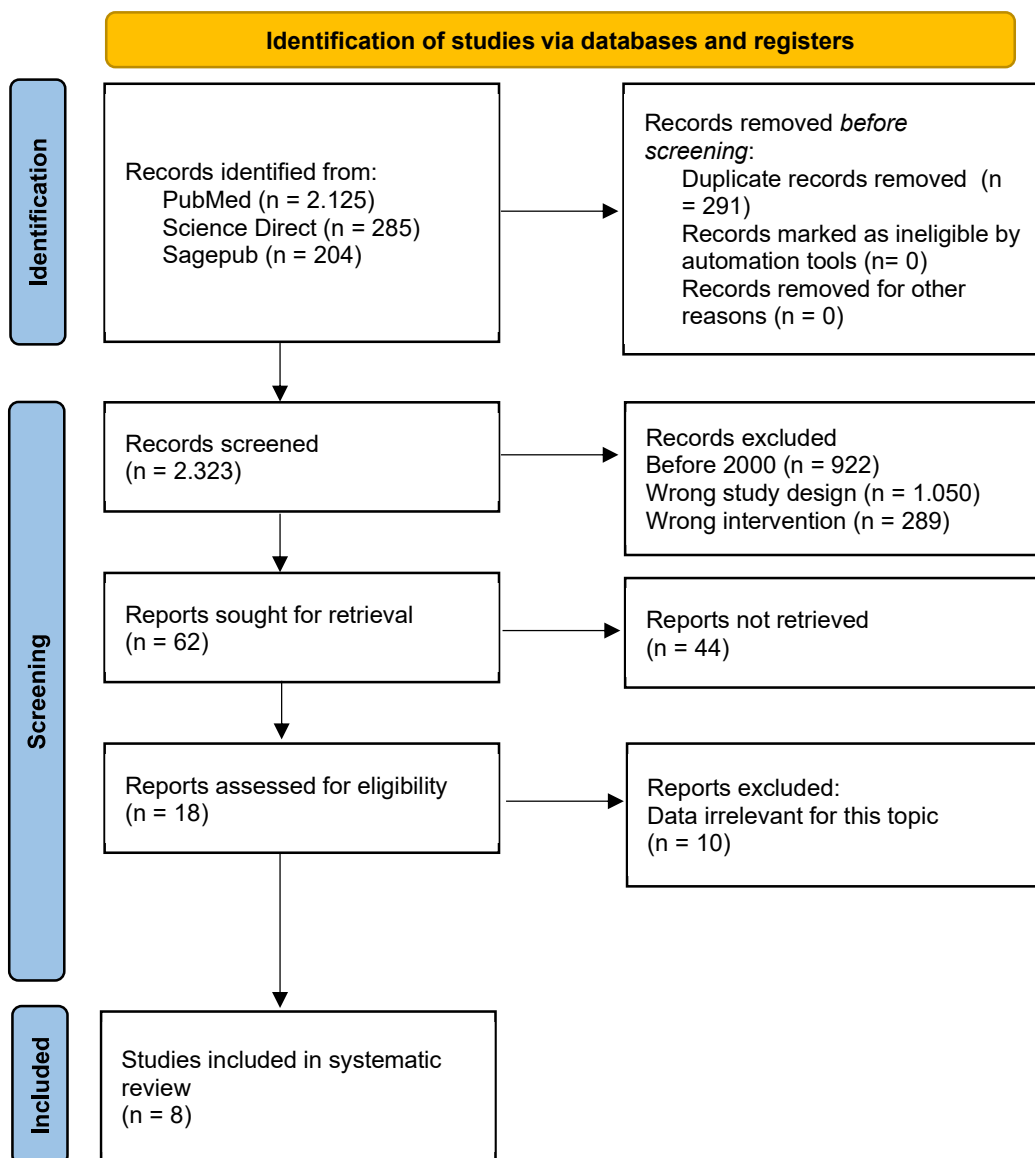 Identification of studies via databases and registers
Identification
Records identified from:
PubMed (n = 2.125)
Science Direct (n = 285)
Sagepub (n = 204)
Records removed before
screening:
Duplicate records removed (n
= 291)
Records marked as ineligible by
automation tools (n= 0)
Records removed for other
reasons (n = 0)
Screening
Records screened
(n = 2.323)
Records excluded
Before 2000 (n = 922)
Wrong study design (n = 1.050)
Wrong intervention (n = 289)
Reports sought for retrieval
(n = 62)
Reports not retrieved
(n = 44)
Reports assessed for eligibility
(n = 18)
Reports excluded:
Data irrelevant for this topic
(n = 10)
Included
Studies included in systematic
review
(n = 8)